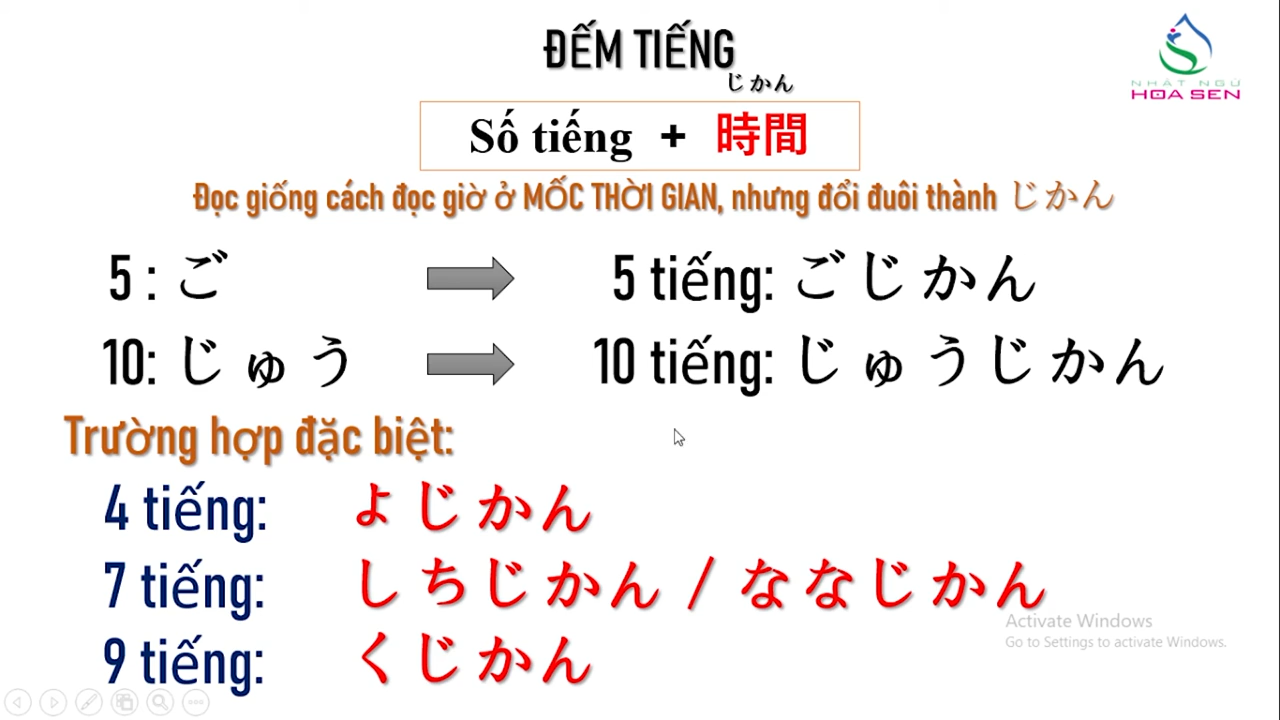 ĐẾM TIẾNG
じかん
Số tiếng + 時間
NHẬT NGỮ
HOA SEN
Đọc giống cách đọc giờ ở MỐC THỜI GIAN, nhưng đổi đuôi thành じかん
5 : ご 5 tiếng: ごじかん
10: じゅう 10 tiếng: じゅうじかん
Trường hợp đặc biệt:
4 tiếng: よじかん
7 tiếng: しちじかん / ななじかん
9 tiếng: くじかん
Activate Windows
Go to Settings to activate Windows.